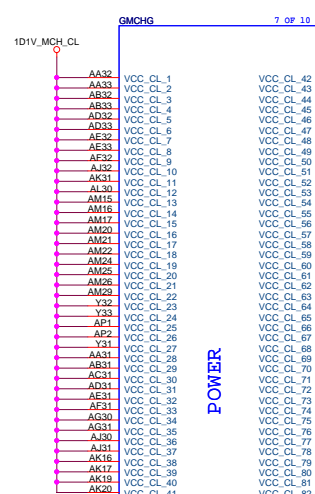 GMCHG 7 OF 10
1D1V_MCH_CL
AA32 VCC_CL_1 VCC_CL_42
AA33 VCC_CL_2 VCC_CL_43
AB32 VCC_CL_3 VCC_CL_44
AB33 VCC_CL_4 VCC_CL_45
AD32 VCC_CL_5 VCC_CL_46
AD33 VCC_CL_6 VCC_CL_47
AE32 VCC_CL_7 VCC_CL_48
AE33 VCC_CL_8 VCC_CL_49
AF32 VCC_CL_9 VCC_CL_50
AJ32 VCC_CL_10 VCC_CL_51
AK31 VCC_CL_11 VCC_CL_52
AL30 VCC_CL_12 VCC_CL_53
AM15 VCC_CL_13 VCC_CL_54
AM16 VCC_CL_14 VCC_CL_55
AM17 VCC_CL_15 VCC_CL_56
AM20 VCC_CL_16 VCC_CL_57
AM21 VCC_CL_17 VCC_CL_58
AM22 VCC_CL_18 VCC_CL_59
AM24 VCC_CL_19 VCC_CL_60
AM25 VCC_CL_20 VCC_CL_61
AM26 VCC_CL_21 VCC_CL_62
AM29 VCC_CL_22 VCC_CL_63
Y32 VCC_CL_23 VCC_CL_64
Y33 VCC_CL_24 VCC_CL_65
AP1 VCC_CL_25 VCC_CL_66
AP2 VCC_CL_26 VCC_CL_67
Y31 VCC_CL_27 VCC_CL_68
AA31 VCC_CL_28 VCC_CL_69
AB31 VCC_CL_29 VCC_CL_70
AC31 VCC_CL_30 VCC_CL_71
AD31 VCC_CL_31 VCC_CL_72
AE31 VCC_CL_32 VCC_CL_73
AF31 VCC_CL_33 VCC_CL_74
AG30 VCC_CL_34 VCC_CL_75
AG31 VCC_CL_35 VCC_CL_76
AJ30 VCC_CL_36 VCC_CL_77
AJ31 VCC_CL_37 VCC_CL_78
AK16 VCC_CL_38 VCC_CL_79
AK17 VCC_CL_39 VCC_CL_80
AK19 VCC_CL_40 VCC_CL_81
AK20 VCC_CL_41 VCC_CL_82
POWER